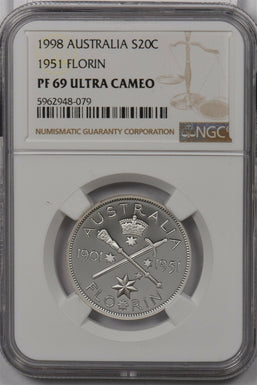 1998 AUSTRALIA S20C
1951 FLORIN
PF 69 ULTRA CAMEO
5962948-079
NUMISMATIC GUARANTY CORPORATION
NGC
AUSTRALIA
1901 1951
FLORIN